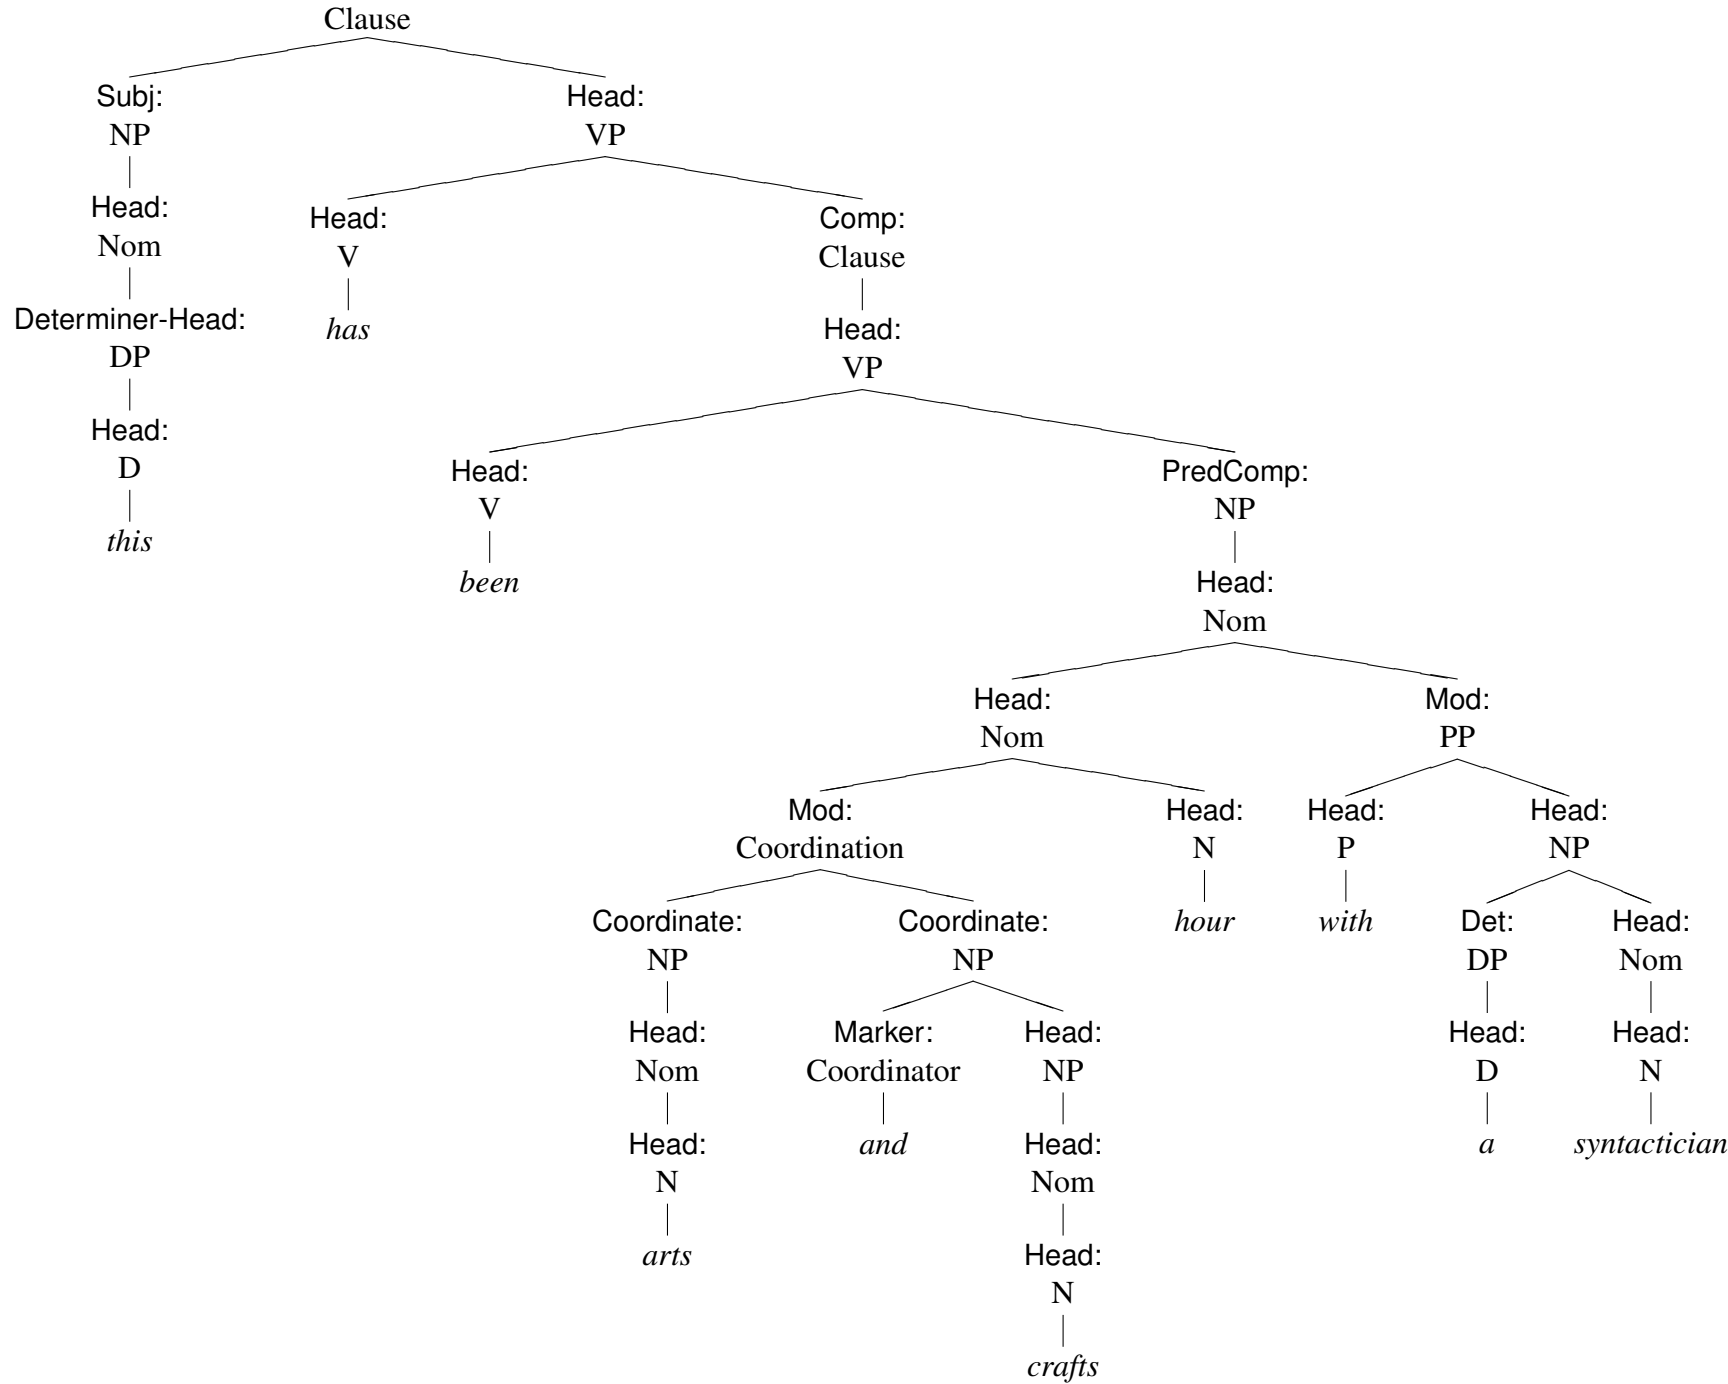 Clause
Subj: Head:
NP VP
Head: Head: Comp:
Nom V Clause
Determiner-Head: has Head:
DP VP
Head: Head: PredComp:
D V NP
this been Head:
Nom
Head: Mod:
Nom PP
Mod: Head: Head: Head:
Coordination N P NP
Coordinate: Coordinate: hour with Det: Head:
NP NP DP Nom
Head: Marker: Head: Head: Head:
Nom Coordinator NP D N
Head: and Head: a syntactician
N Nom
arts Head:
N
crafts